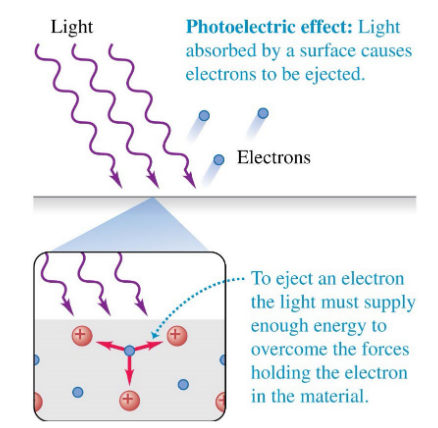 Light
Photoelectric effect: Light
absorbed by a surface causes
electrons to be ejected.
Electrons
To eject an electron
the light must supply
enough energy to
overcome the forces
holding the electron
in the material.
+
+
+